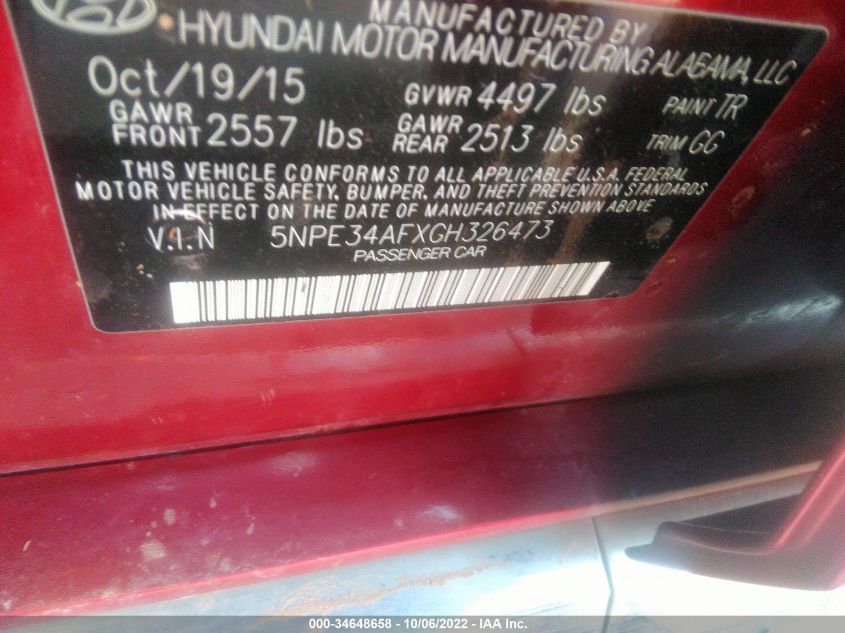 MANUFACTURED BY
HYUNDAI MOTOR MANUFACTURING ALABAMA, LLC
Oct/19/15 GVWR 4497 lbs PAINT TR
GAWR FRONT 2557 lbs GAWR REAR 2513 lbs TRIM GG
THIS VEHICLE CONFORMS TO ALL APPLICABLE U.S.A. FEDERAL
MOTOR VEHICLE SAFETY, BUMPER, AND THEFT PREVENTION STANDARDS
IN EFFECT ON THE DATE OF MANUFACTURE SHOWN ABOVE
V.I.N 5NPE34AFXGH326473
PASSENGER CAR
000-34648658 - 10/06/2022 - IAA Inc.